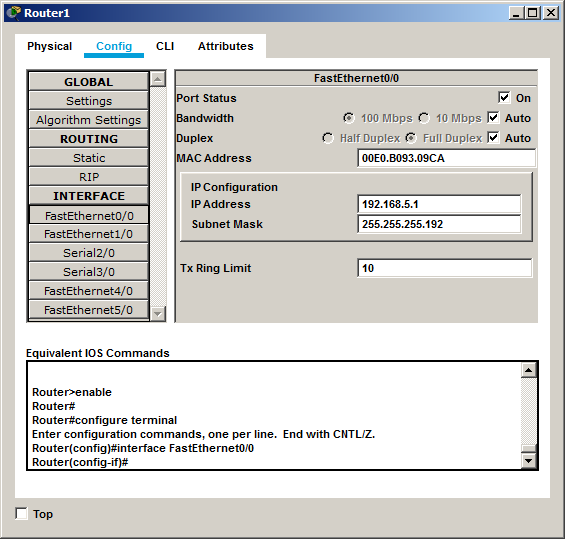 Router1
Physical Config CLI Attributes
GLOBAL
Settings
Algorithm Settings
ROUTING
Static
RIP
INTERFACE
FastEthernet0/0
FastEthernet1/0
Serial2/0
Serial3/0
FastEthernet4/0
FastEthernet5/0
FastEthernet0/0
Port Status On
Bandwidth 100 Mbps 10 Mbps Auto
Duplex Half Duplex Full Duplex Auto
MAC Address 00E0.B093.09CA
IP Configuration
IP Address 192.168.5.1
Subnet Mask 255.255.255.192
Tx Ring Limit 10
Equivalent IOS Commands
Router>enable
Router#
Router#configure terminal
Enter configuration commands, one per line. End with CNTL/Z.
Router(config)#interface FastEthernet0/0
Router(config-if)#
Top